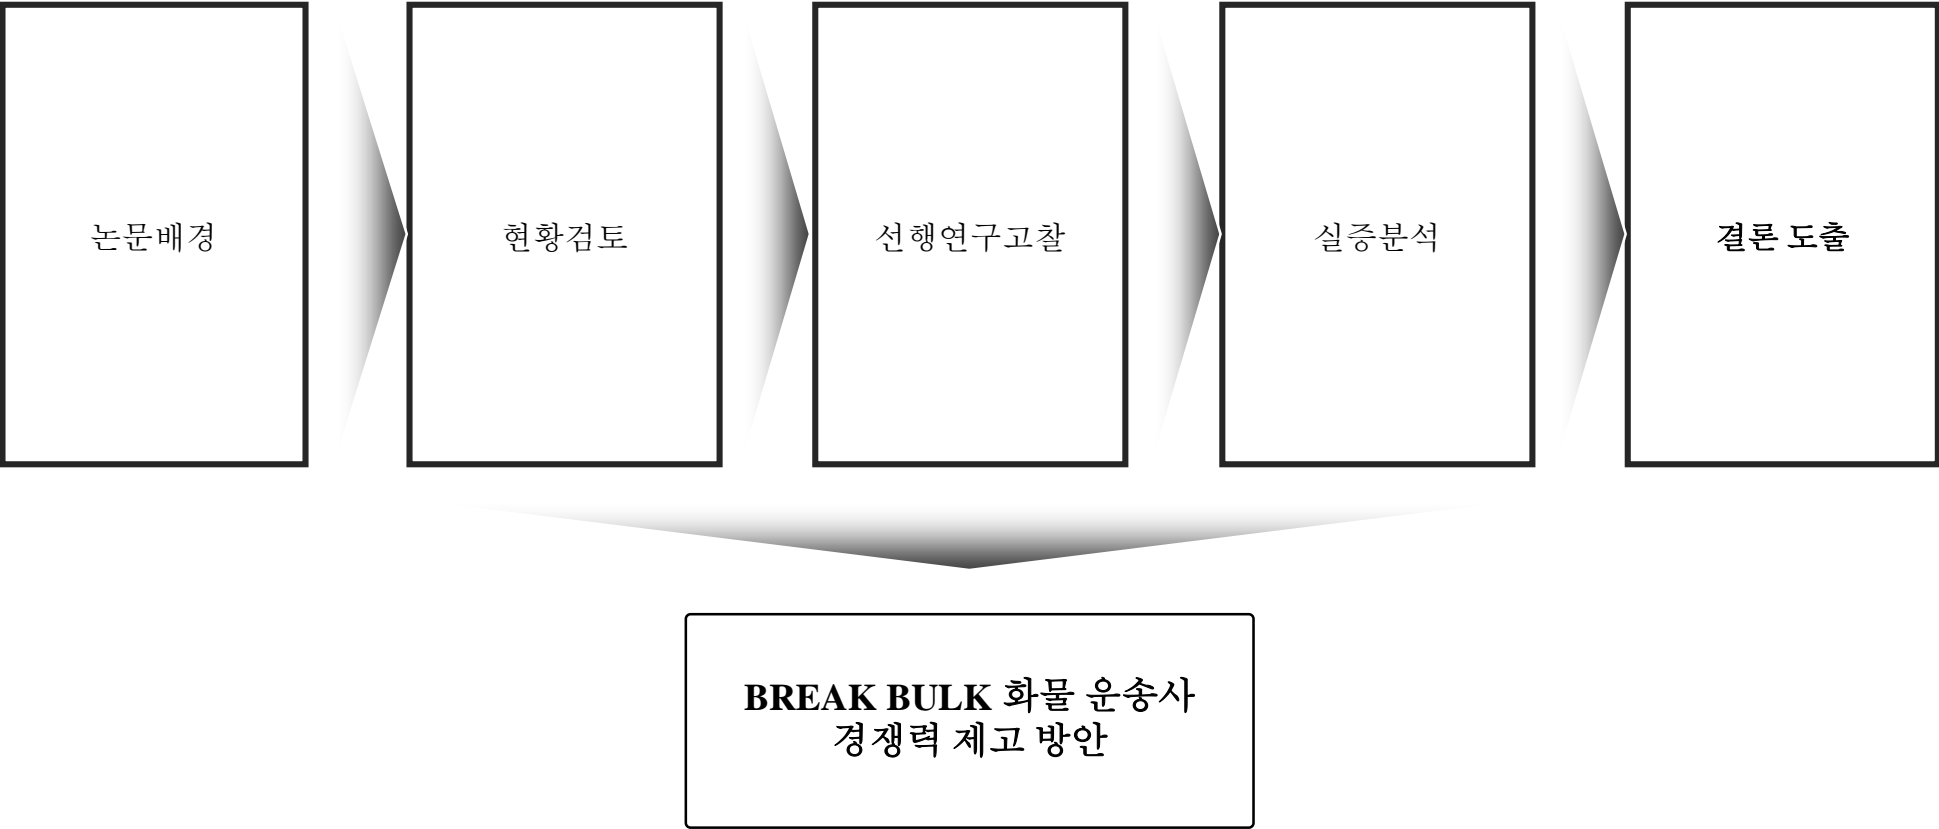 논문배경
현황검토
선행연구고찰
실증분석
결론 도출
BREAK BULK 화물 운송사
경쟁력 제고 방안